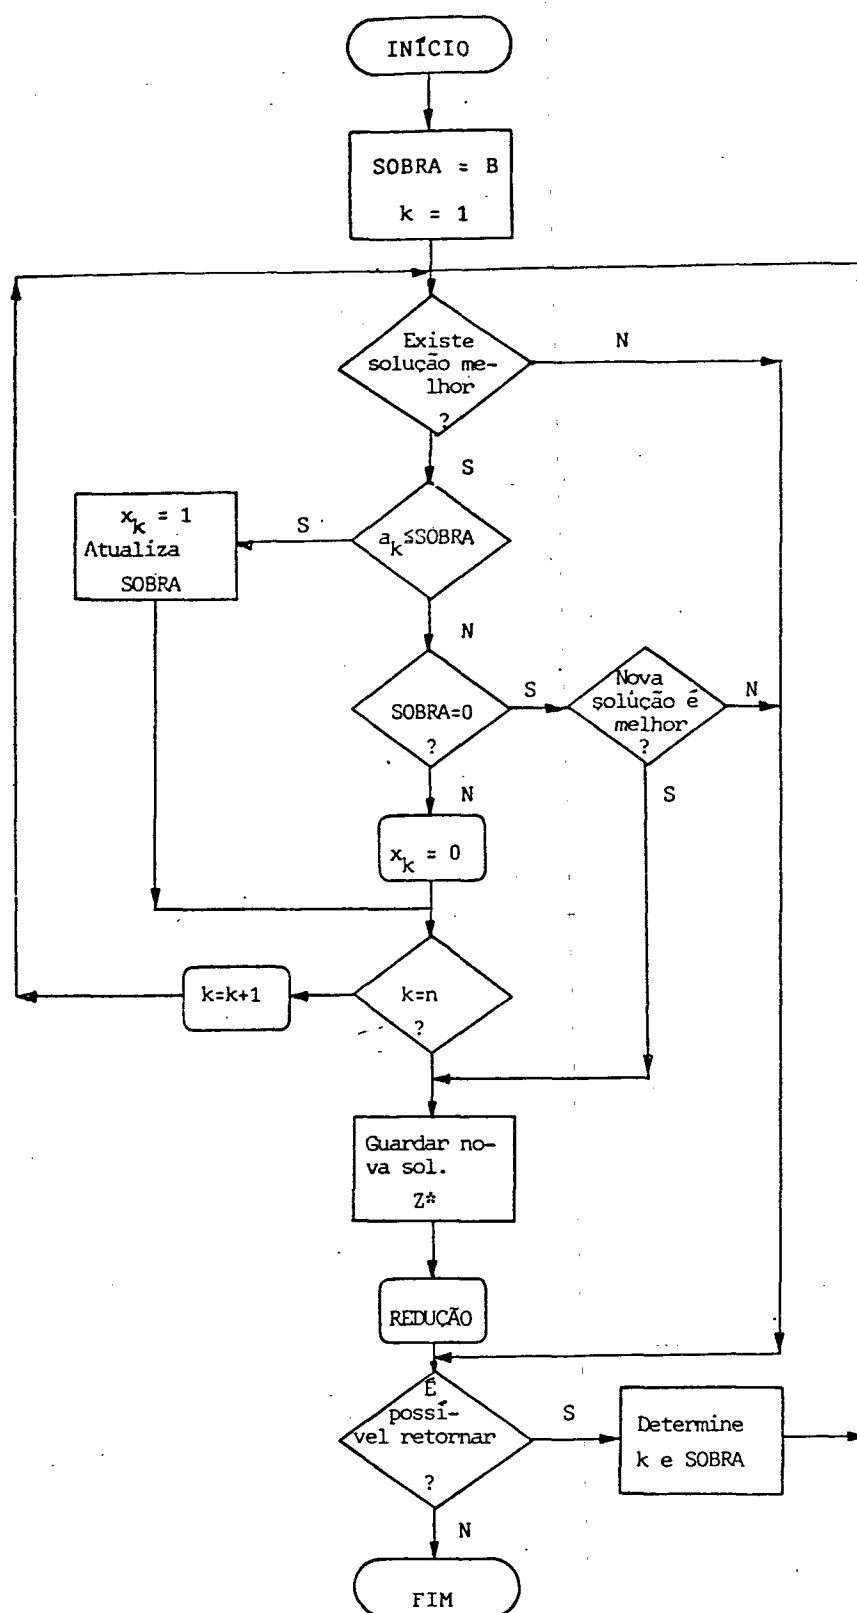 INÍCIO
SOBRA = B
k = 1
Existe
solução me-
lhor
?
N
S
a_k ≤ SOBRA
S
x_k = 1
Atualiza
SOBRA
N
SOBRA=0
?
S
Nova
solução é
melhor
?
N
S
N
x_k = 0
k=n
?
k=k+1
Guardar no-
va sol.
Z*
REDUÇÃO
É
possí-
vel retornar
?
S
Determine
k e SOBRA
N
FIM